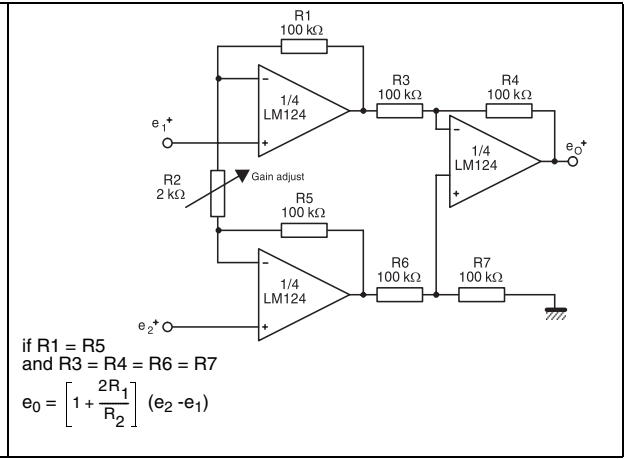 R1
100 kΩ
1/4
LM124
-
+
e1+
R3
100 kΩ
R4
100 kΩ
1/4
LM124
-
+
eO+
R2
2 kΩ
Gain adjust
R5
100 kΩ
1/4
LM124
-
+
e2+
R6
100 kΩ
R7
100 kΩ
if R1 = R5
and R3 = R4 = R6 = R7
e0 = [1 + 2R1/R2] (e2 -e1)